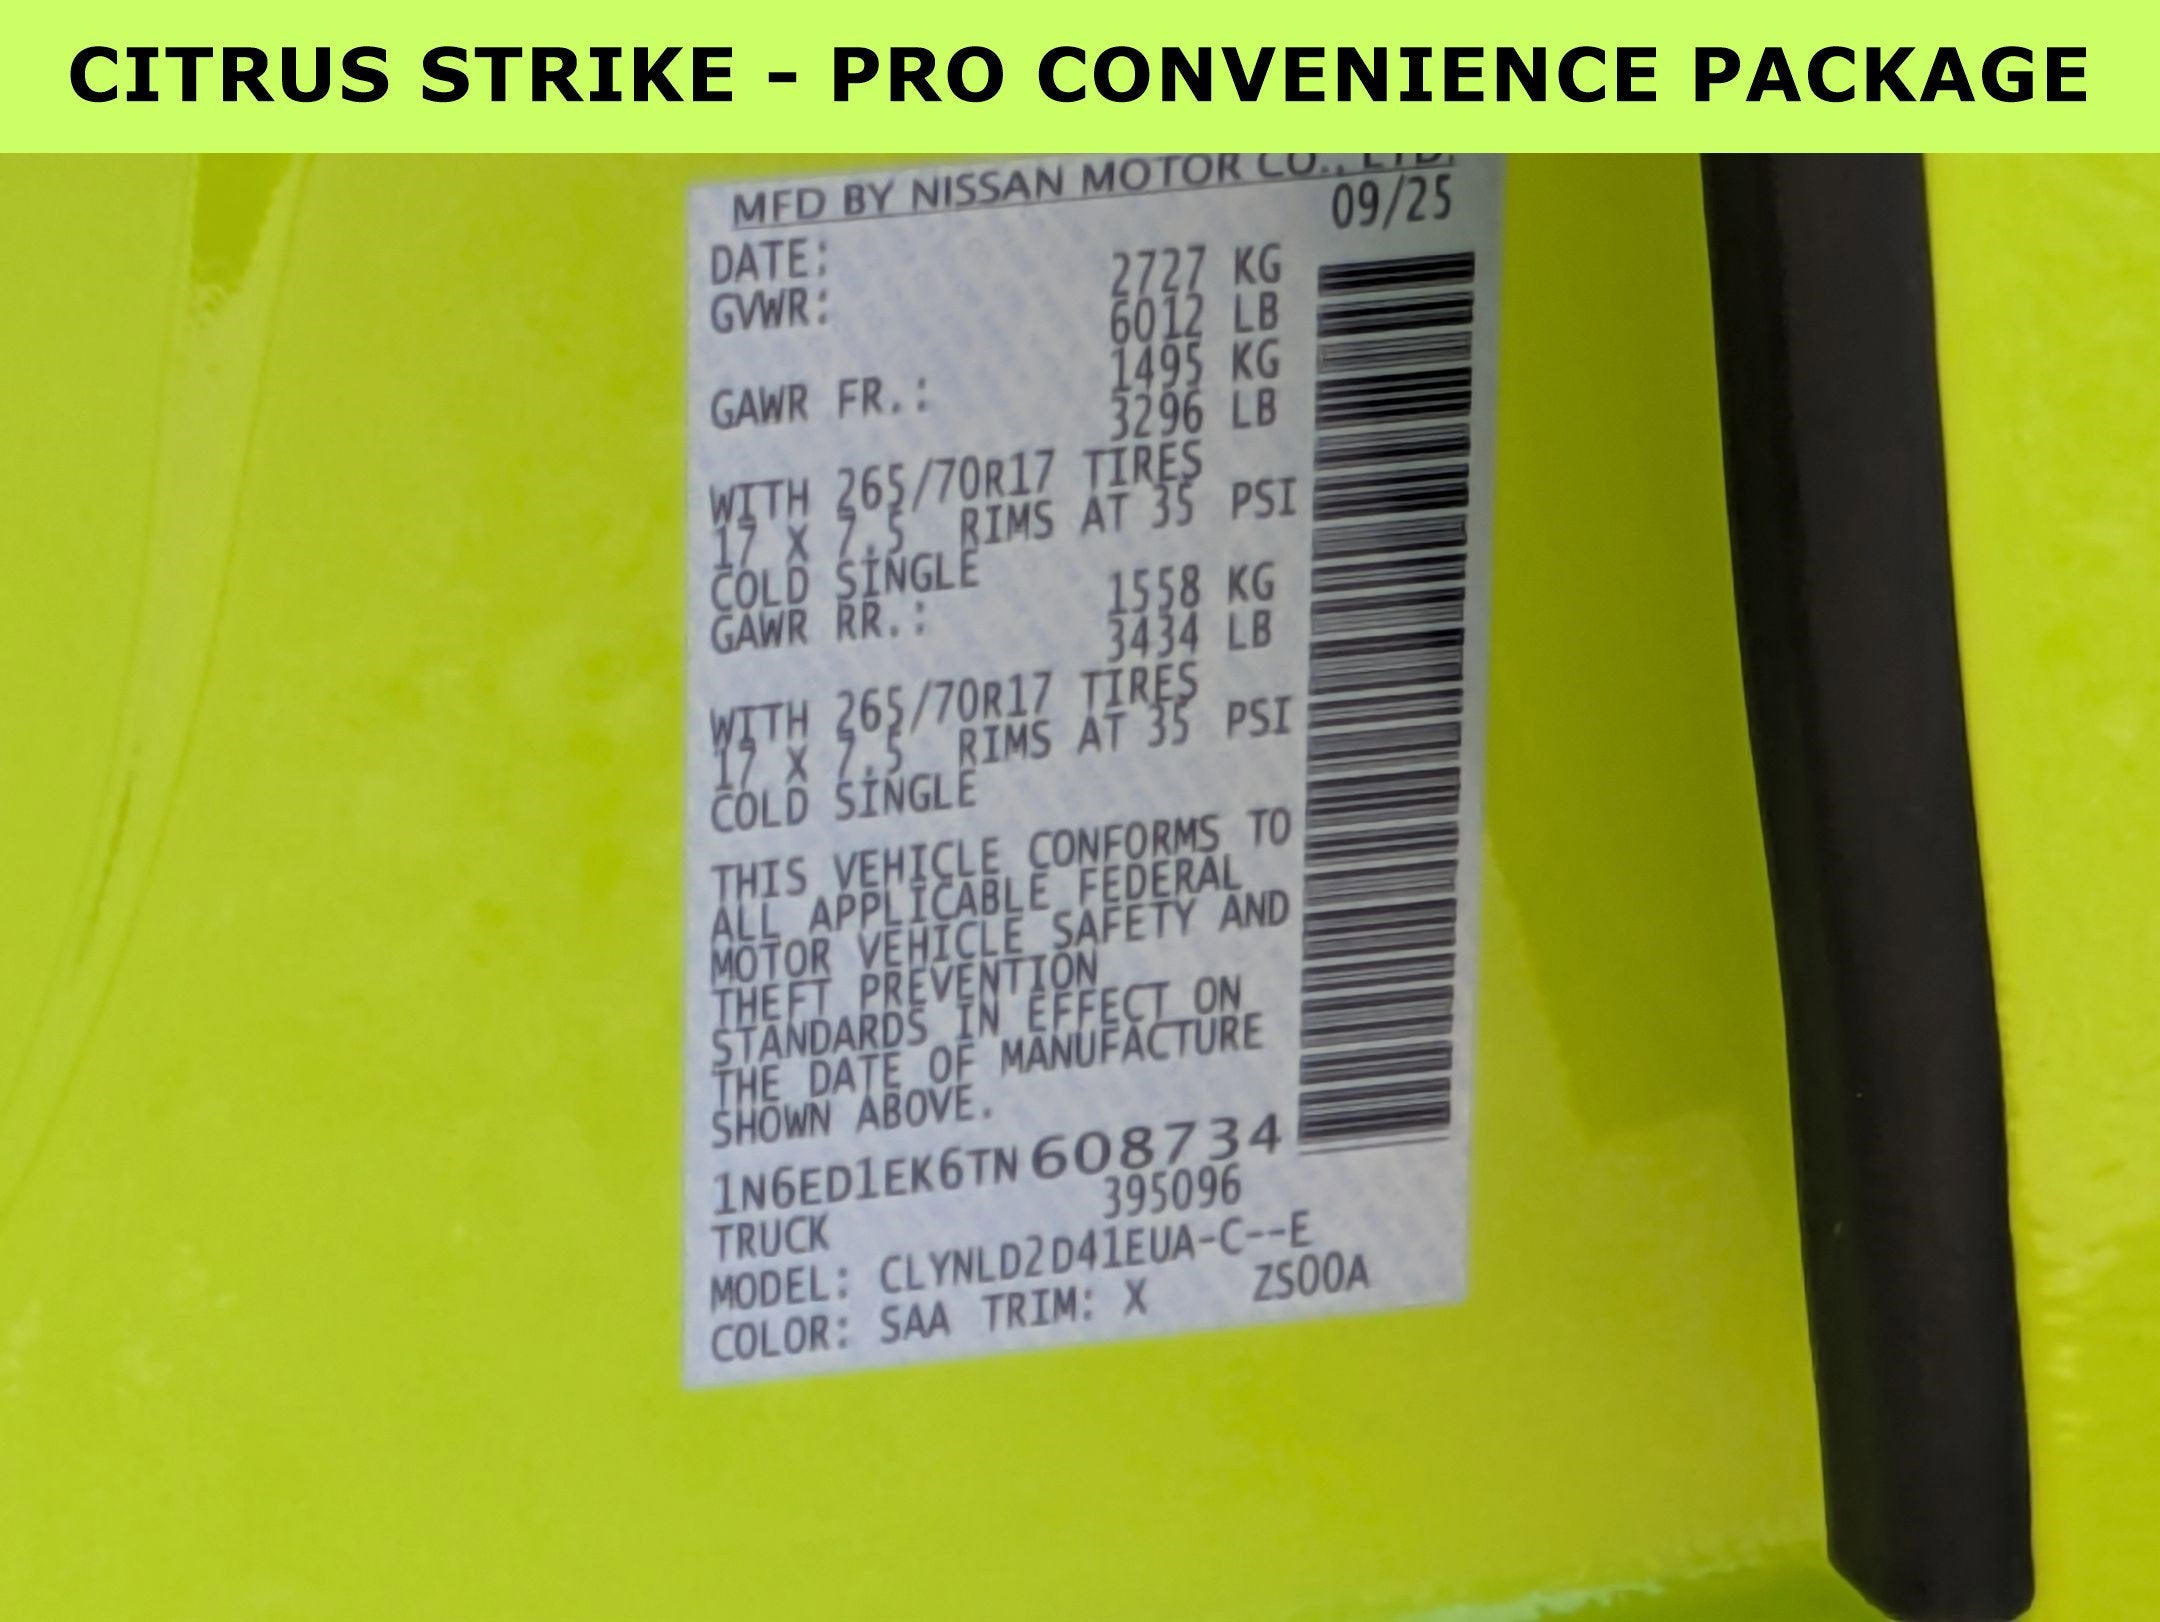 CITRUS STRIKE - PRO CONVENIENCE PACKAGE
MFD BY NISSAN MOTOR CO., LTD.
DATE: 09/25
GVWR: 2727 KG
6012 LB
GAWR FR.: 1495 KG
3296 LB
WITH 265/70R17 TIRES
17 X 7.5 RIMS AT 35 PSI
COLD SINGLE
GAWR RR.: 1558 KG
3434 LB
WITH 265/70R17 TIRES
17 X 7.5 RIMS AT 35 PSI
COLD SINGLE
THIS VEHICLE CONFORMS TO
ALL APPLICABLE FEDERAL
MOTOR VEHICLE SAFETY AND
THEFT PREVENTION
STANDARDS IN EFFECT ON
THE DATE OF MANUFACTURE
SHOWN ABOVE.
1N6ED1EK6TN608734
TRUCK 395096
MODEL: CLYNLD2D41EUA-C--E
COLOR: SAA TRIM: X ZS00A